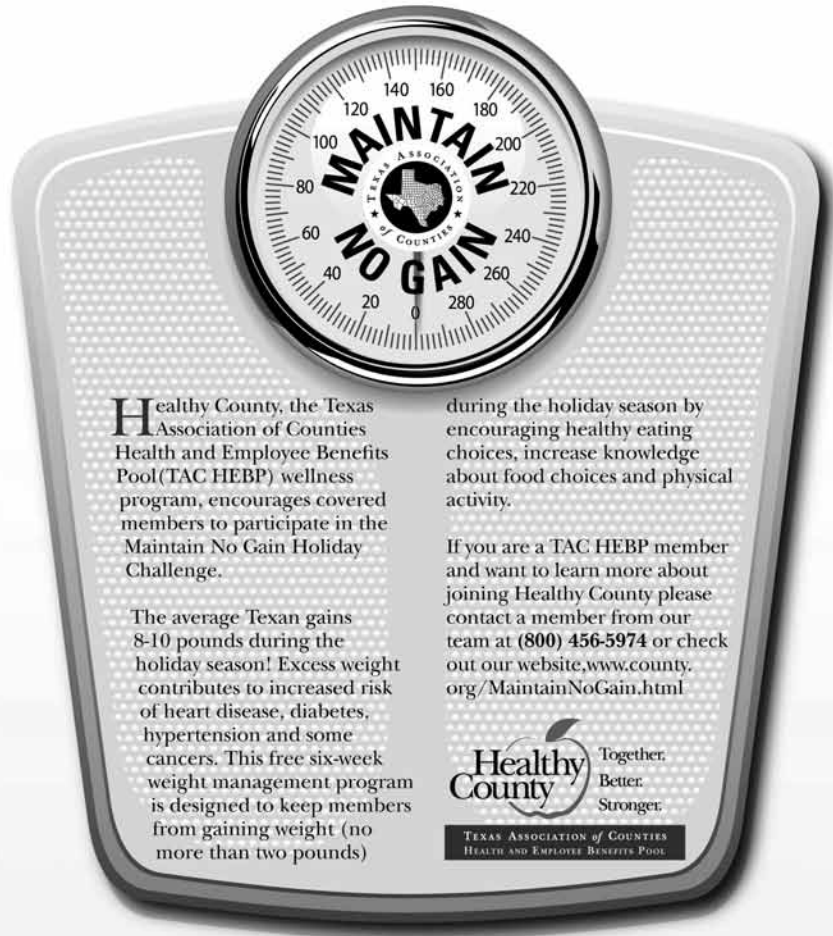 140 160
120 180
100 200
80 220
60 240
40 260
20 280
0
MAINTAIN
TEXAS ASSOCIATION
of COUNTIES
NO GAIN
Healthy County, the Texas
Association of Counties
Health and Employee Benefits
Pool(TAC HEBP) wellness
program, encourages covered
members to participate in the
Maintain No Gain Holiday
Challenge.
The average Texan gains
8-10 pounds during the
holiday season! Excess weight
contributes to increased risk
of heart disease, diabetes,
hypertension and some
cancers. This free six-week
weight management program
is designed to keep members
from gaining weight (no
more than two pounds)
during the holiday season by
encouraging healthy eating
choices, increase knowledge
about food choices and physical
activity.
If you are a TAC HEBP member
and want to learn more about
joining Healthy County please
contact a member from our
team at (800) 456-5974 or check
out our website,www.county.
org/MaintainNoGain.html
Healthy
County
Together.
Better.
Stronger.
TEXAS ASSOCIATION of COUNTIES
HEALTH AND EMPLOYEE BENEFITS POOL